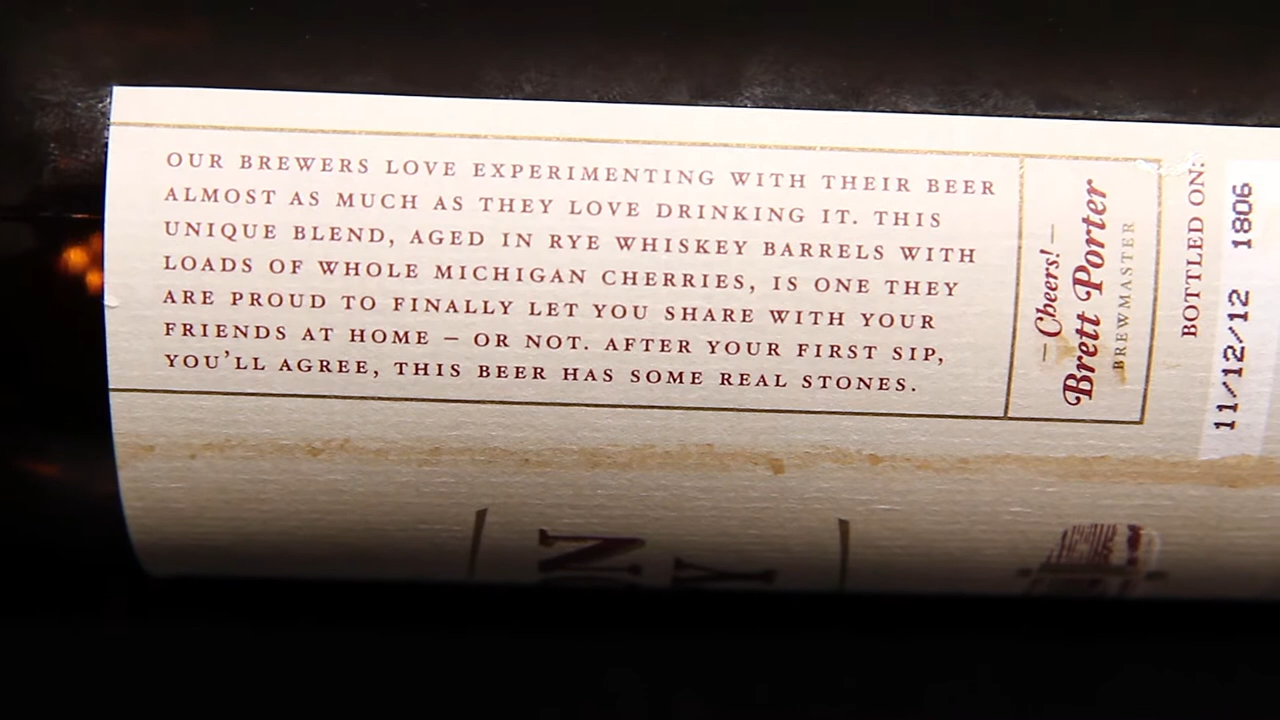 OUR BREWERS LOVE EXPERIMENTING WITH THEIR BEER
ALMOST AS MUCH AS THEY LOVE DRINKING IT. THIS
UNIQUE BLEND, AGED IN RYE WHISKEY BARRELS WITH
LOADS OF WHOLE MICHIGAN CHERRIES, IS ONE THEY
ARE PROUD TO FINALLY LET YOU SHARE WITH YOUR
FRIENDS AT HOME – OR NOT. AFTER YOUR FIRST SIP,
YOU'LL AGREE, THIS BEER HAS SOME REAL STONES.
—Cheers!—
Brett Porter
BREWMASTER
BOTTLED ON:
11/12/12 1806